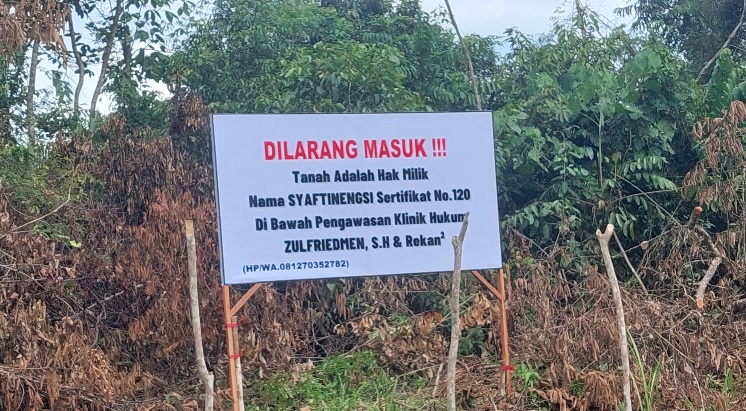 DILARANG MASUK !!!
Tanah Adalah Hak Milik
Nama SYAFTINENGSI Sertifikat No.120
Di Bawah Pengawasan Klinik Hukum
ZULFRIEDMEN, S.H & Rekan²
(HP/WA.081270352782)